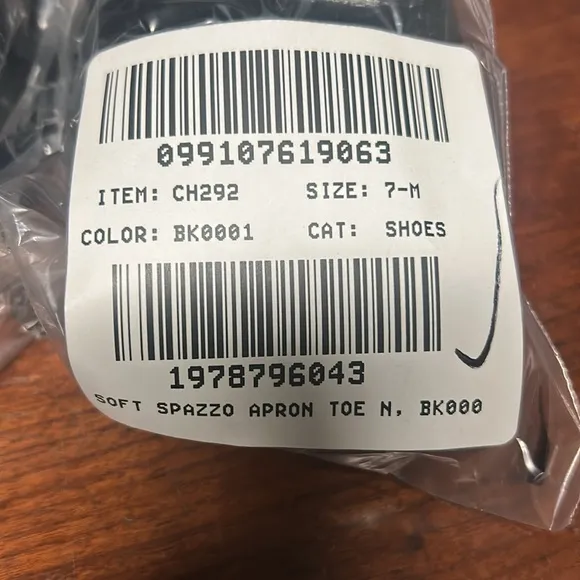 099107619063
ITEM: CH292 SIZE: 7-M
COLOR: BK0001 CAT: SHOES
1978796043
SOFT SPAZZO APRON TOE N, BK000